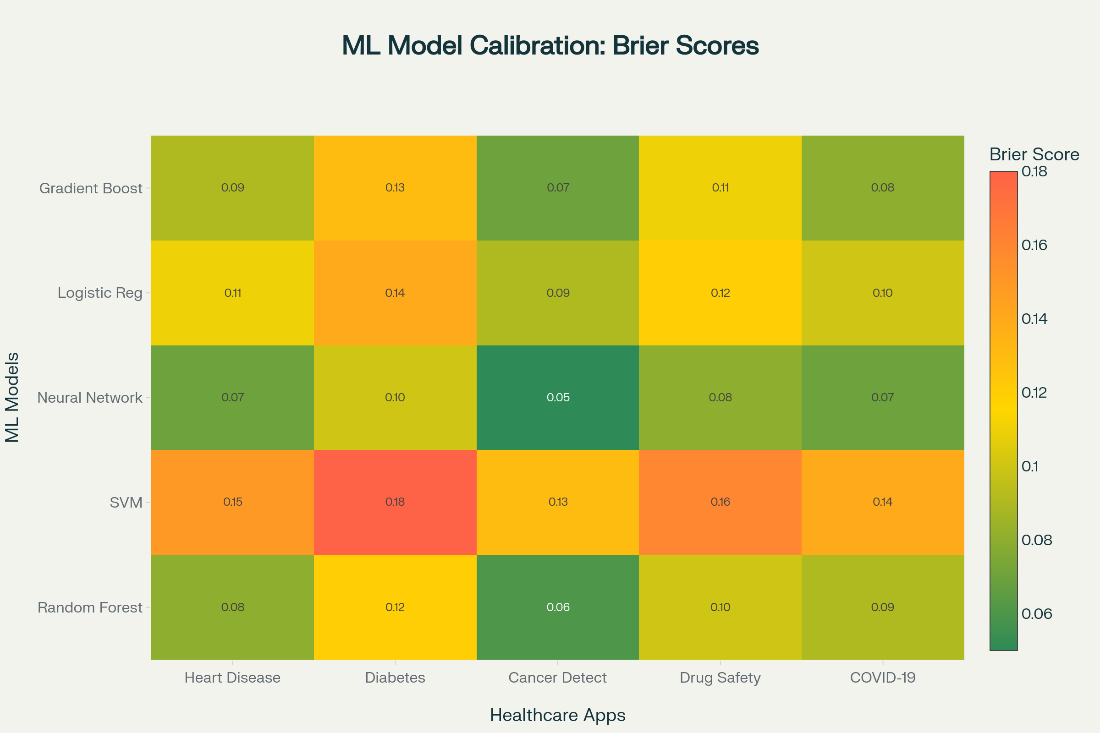 ML Model Calibration: Brier Scores
Brier Score
0.18
0.16
0.14
0.12
0.1
0.08
0.06
ML Models
Gradient Boost 0.09 0.13 0.07 0.11 0.08
Logistic Reg 0.11 0.14 0.09 0.12 0.10
Neural Network 0.07 0.10 0.05 0.08 0.07
SVM 0.15 0.18 0.13 0.16 0.14
Random Forest 0.08 0.12 0.06 0.10 0.09
Heart Disease Diabetes Cancer Detect Drug Safety COVID-19
Healthcare Apps